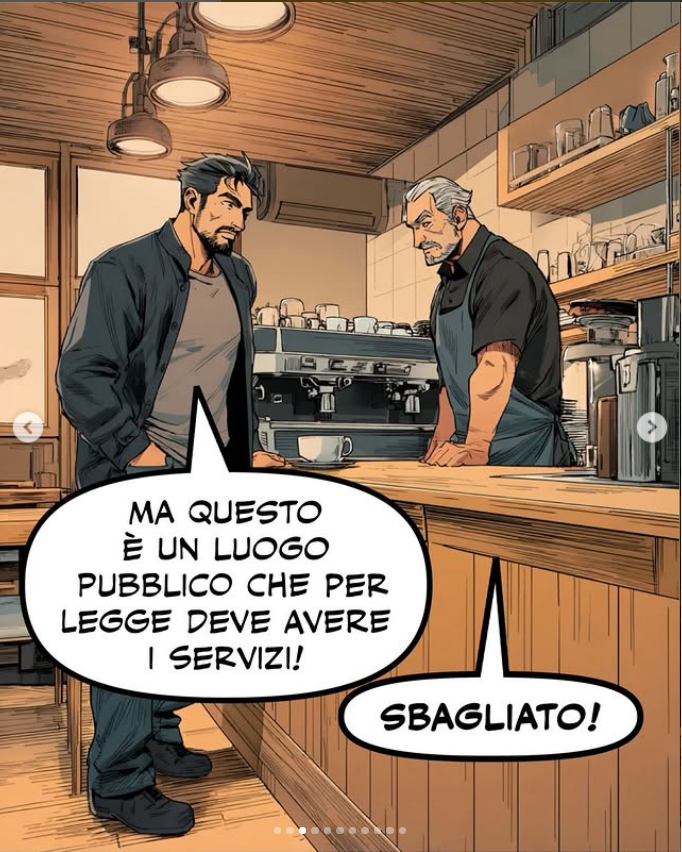 MA QUESTO
È UN LUOGO
PUBBLICO CHE PER
LEGGE DEVE AVERE
I SERVIZI!
SBAGLIATO!